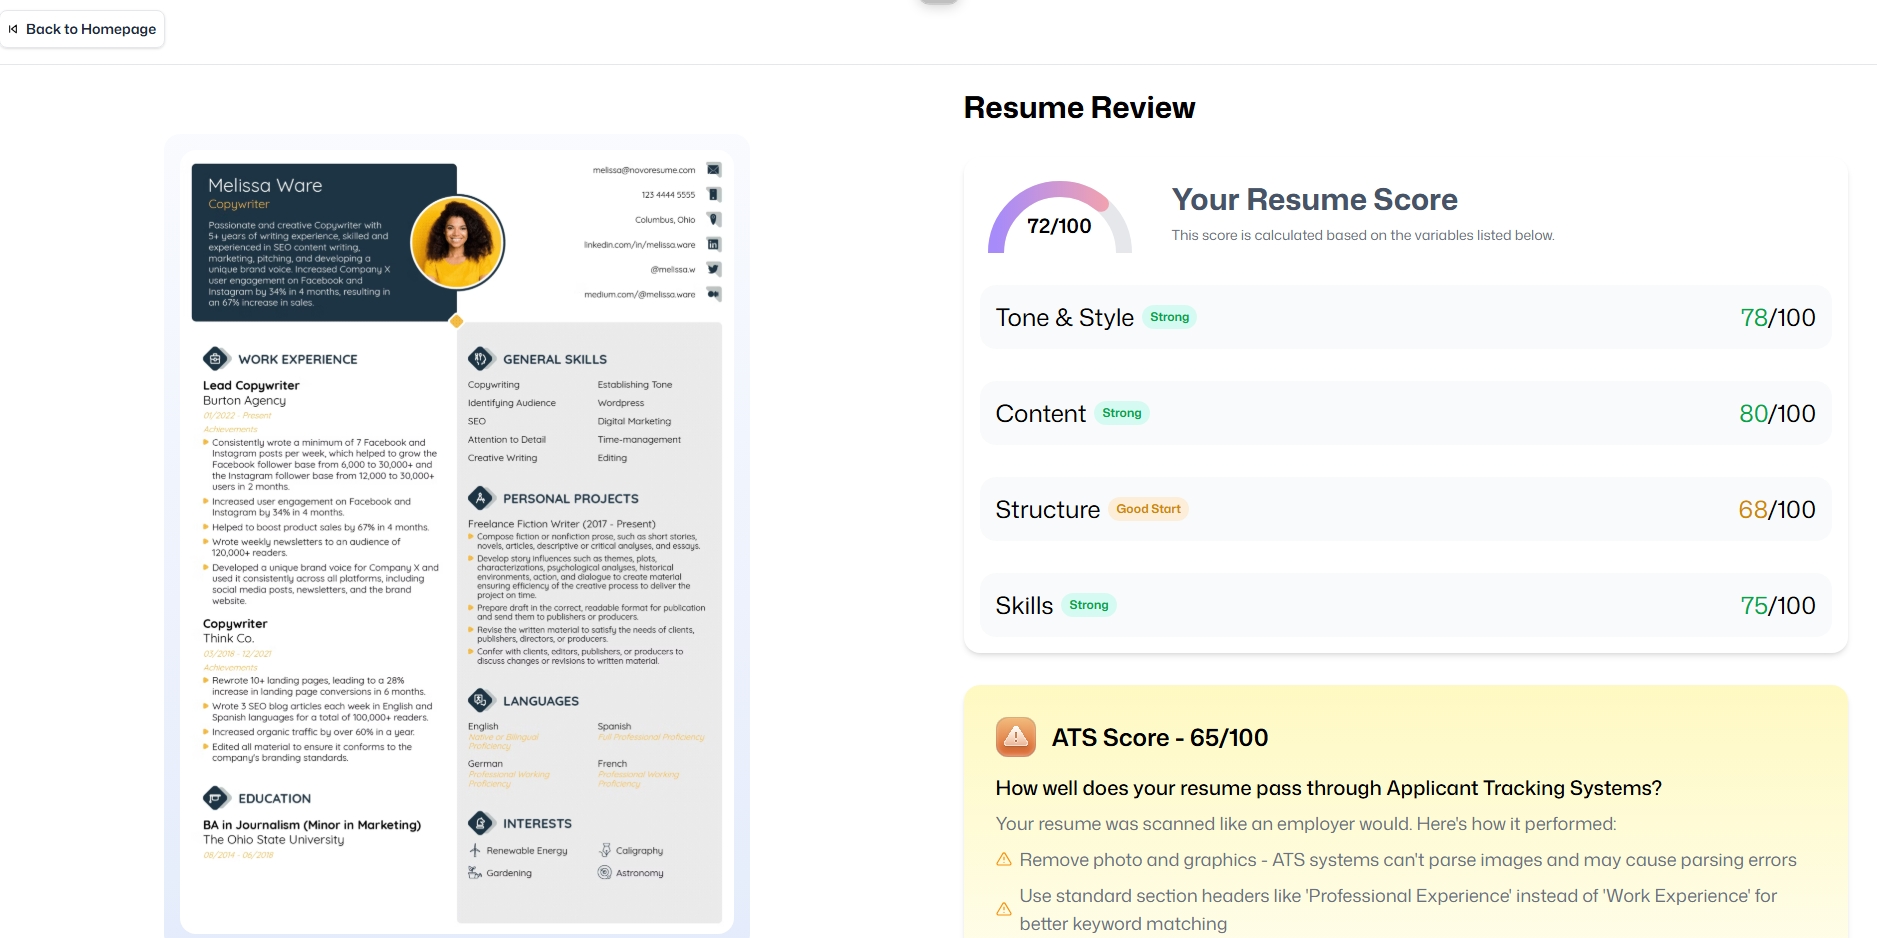 Back to Homepage
Melissa Ware
Copywriter
Passionate and creative Copywriter with
5+ years of writing experience, skilled and
experienced in SEO content writing,
marketing, pitching, and developing a
unique brand voice. Increased Company X
user engagement on Facebook and
Instagram by 34% in 4 months, resulting in
an 67% increase in sales.
melissa@novoresume.com
123 4444 5555
Columbus, Ohio
linkedin.com/in/melissa.ware
@melissa.w
medium.com/@melissa.ware
WORK EXPERIENCE
Lead Copywriter
Burton Agency
01/2022 - Present
Achievements
Consistently wrote a minimum of 7 Facebook and
Instagram posts per week, which helped to grow the
Facebook follower base from 6,000 to 30,000+ and
the Instagram follower base from 12,000 to 30,000+
users in 2 months.
Increased user engagement on Facebook and
Instagram by 34% in 4 months.
Helped to boost product sales by 67% in 4 months.
Wrote weekly newsletters to an audience of
120,000+ readers.
Developed a unique brand voice for Company X and
used it consistently across all platforms, including
social media posts, newsletters, and the brand
website.
Copywriter
Think Co.
03/2018 - 12/2021
Achievements
Rewrote 10+ landing pages, leading to a 28%
increase in landing page conversions in 6 months.
Wrote 3 SEO blog articles each week in English and
Spanish languages for a total of 100,000+ readers.
Increased organic traffic by over 60% in a year.
Edited all material to ensure it conforms to the
company's branding standards.
EDUCATION
BA in Journalism (Minor in Marketing)
The Ohio State University
08/2014 - 06/2018
GENERAL SKILLS
Copywriting
Establishing Tone
Identifying Audience
Wordpress
SEO
Digital Marketing
Attention to Detail
Time-management
Creative Writing
Editing
PERSONAL PROJECTS
Freelance Fiction Writer (2017 - Present)
Compose fiction or nonfiction prose, such as short stories,
novels, articles, descriptive or critical analyses, and essays.
Develop story influences such as themes, plots,
characterizations, psychological analyses, historical
environments, action, and dialogue to create material
ensuring efficiency of the creative process to deliver the
project on time.
Prepare draft in the correct, readable format for publication
and send them to publishers or producers.
Revise the written material to satisfy the needs of clients,
publishers, directors, or producers.
Confer with clients, editors, publishers, or producers to
discuss changes or revisions to written material.
LANGUAGES
English
Native or Bilingual
Proficiency
Spanish
Full Professional Proficiency
German
Professional Working
Proficiency
French
Professional Working
Proficiency
INTERESTS
Renewable Energy
Caligraphy
Gardening
Astronomy
Resume Review
72/100
Your Resume Score
This score is calculated based on the variables listed below.
Tone & Style Strong 78/100
Content Strong 80/100
Structure Good Start 68/100
Skills Strong 75/100
ATS Score - 65/100
How well does your resume pass through Applicant Tracking Systems?
Your resume was scanned like an employer would. Here's how it performed:
Remove photo and graphics - ATS systems can't parse images and may cause parsing errors
Use standard section headers like 'Professional Experience' instead of 'Work Experience' for
better keyword matching